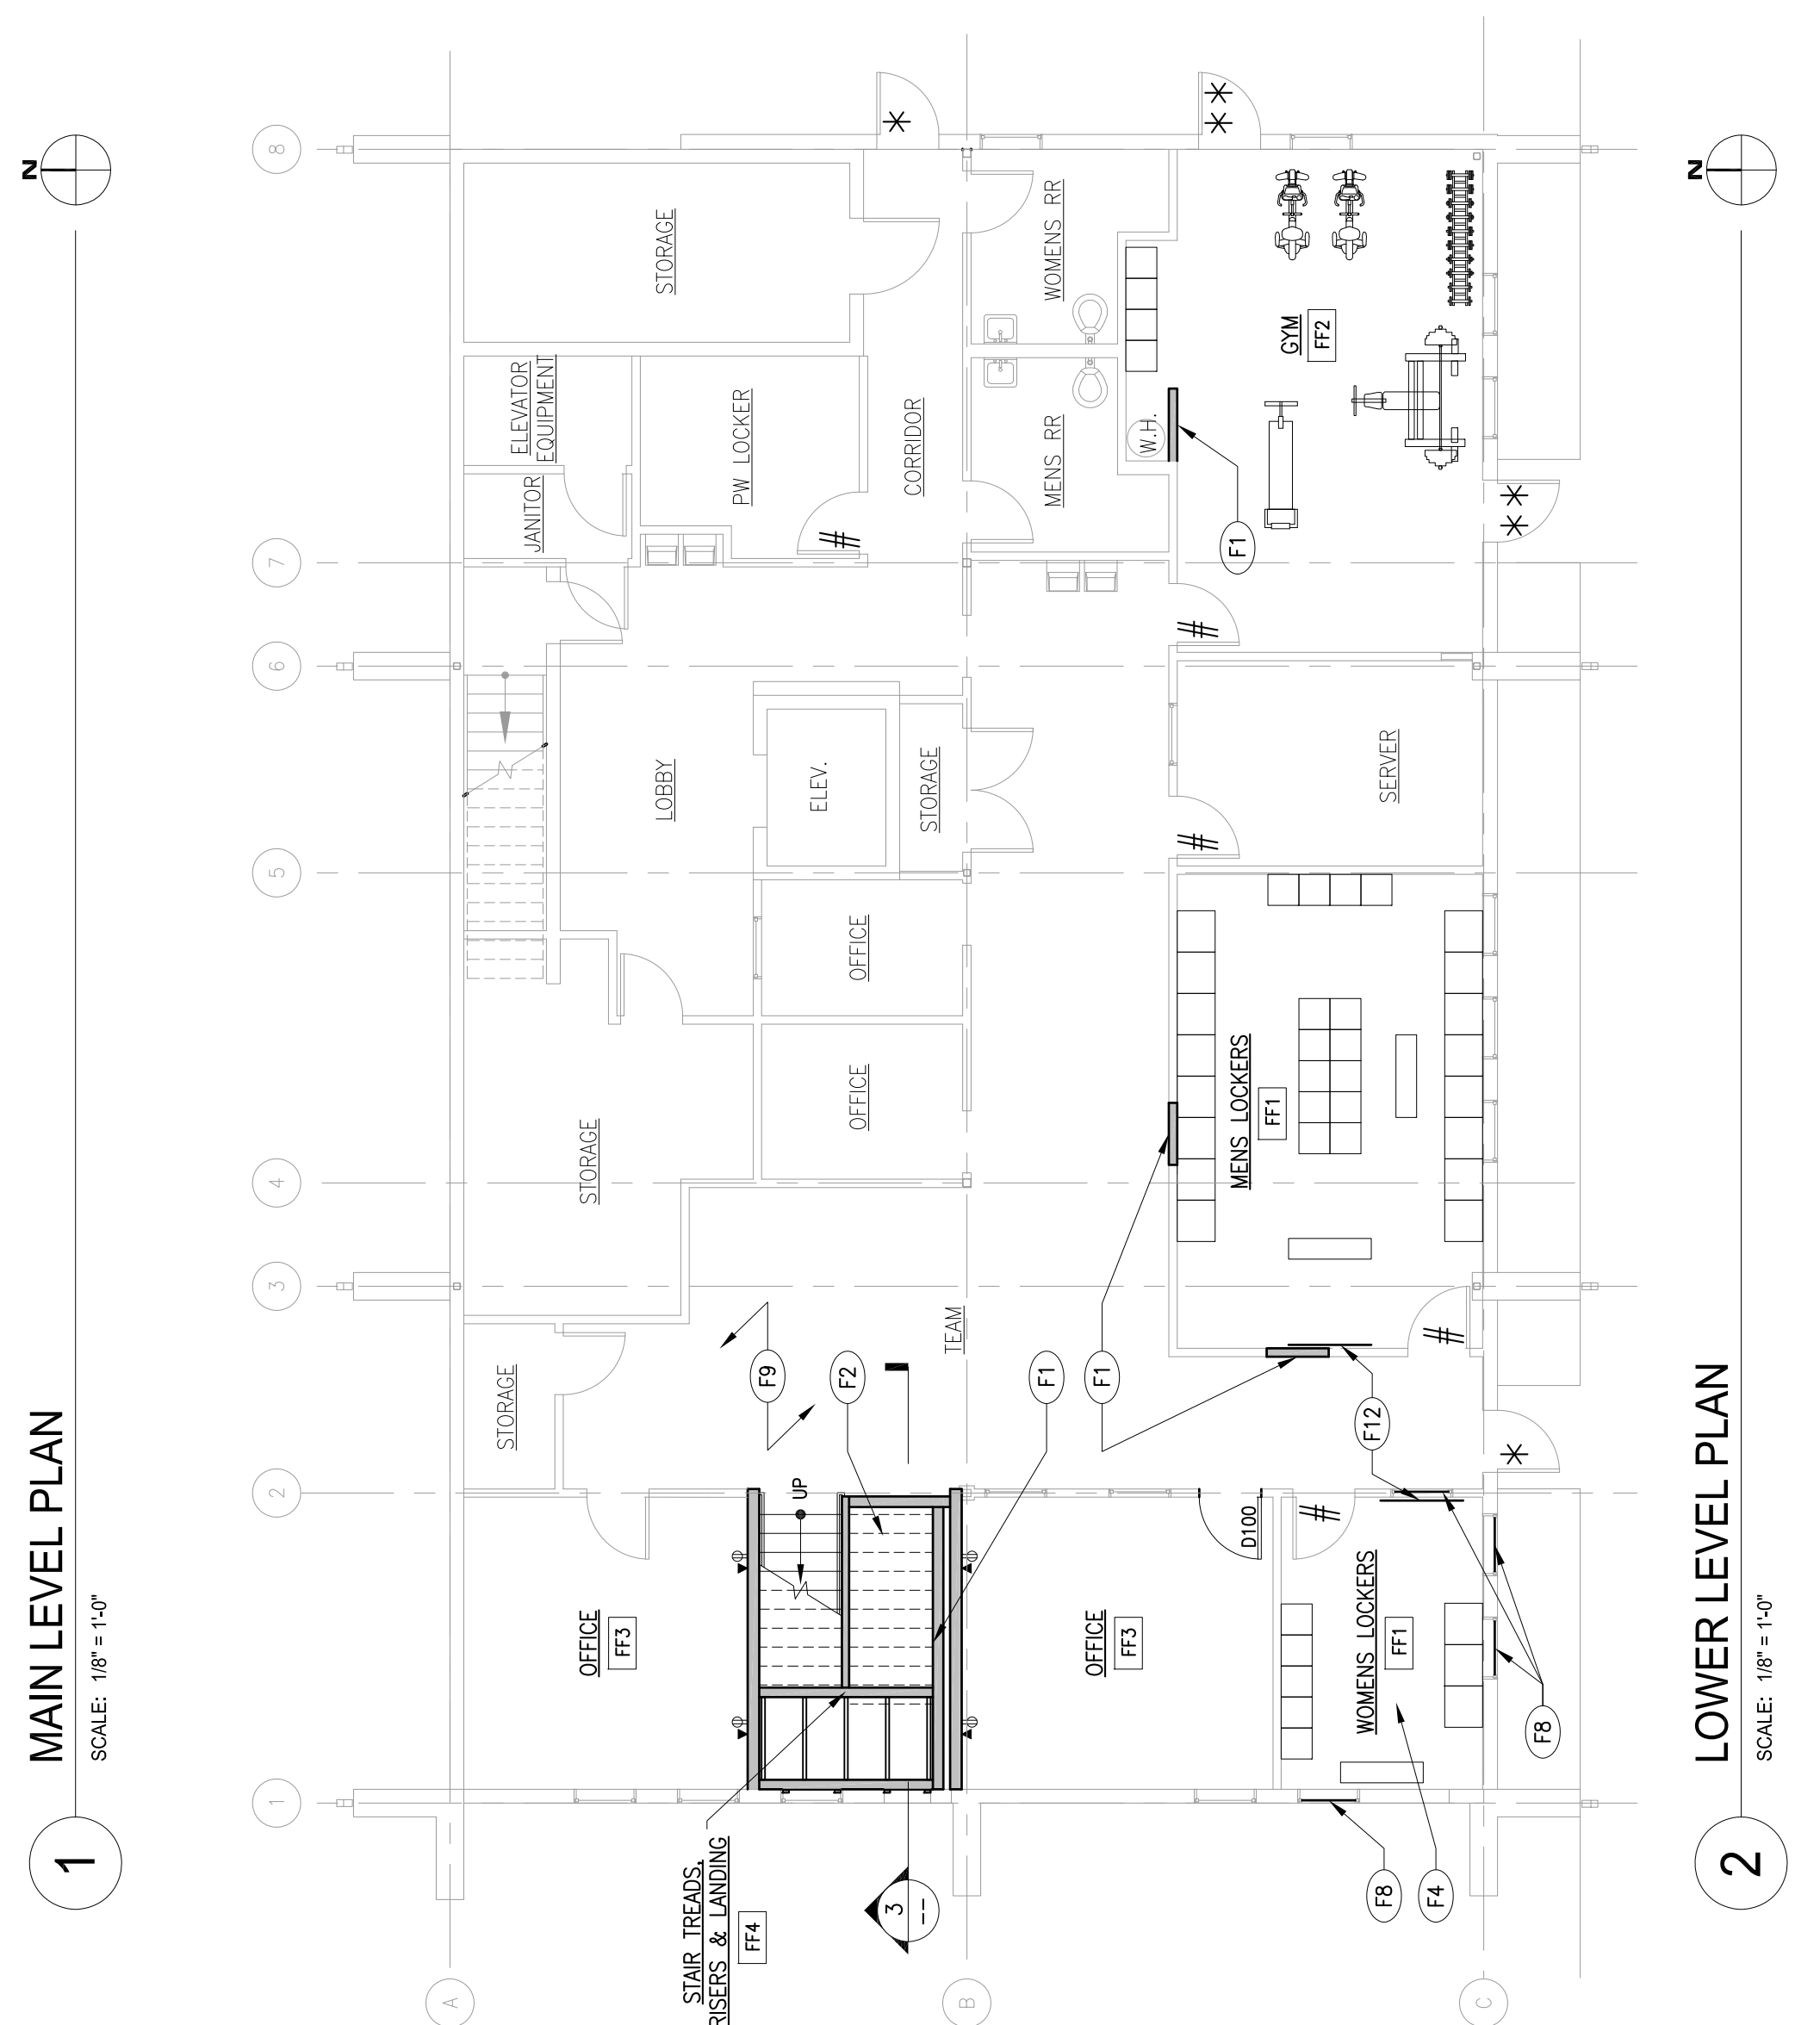 MAIN LEVEL PLAN
SCALE: 1/8" = 1'-0"
1
N
8
7
6
5
4
3
2
1
A
B
C
STORAGE
ELEVATOR
EQUIPMENT
JANITOR
PW LOCKER
CORRIDOR
WOMENS RR
MENS RR
W.H.
GYM
FF2
F1
LOBBY
ELEV.
STORAGE
SERVER
OFFICE
OFFICE
STORAGE
MENS LOCKERS
FF1
STORAGE
TEAM
F9
F2
F1
F1
F12
UP
OFFICE
FF3
OFFICE
FF3
D100
WOMENS LOCKERS
FF1
F8
F8
F4
STAIR TREADS,
RISERS & LANDING
FF4
3
--
*
**
**
*
#
#
#
#
#
LOWER LEVEL PLAN
SCALE: 1/8" = 1'-0"
2
N